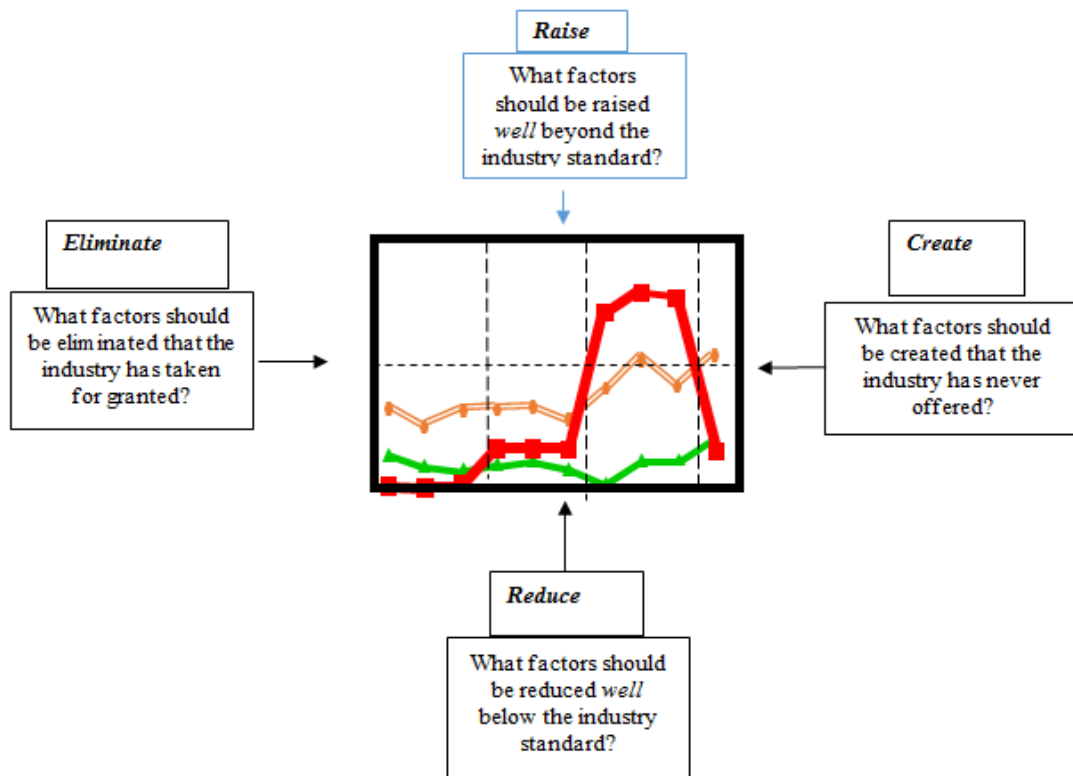 Raise
What factors
should be raised
well beyond the
industry standard?
Eliminate
What factors should
be eliminated that the
industry has taken
for granted?
Create
What factors should
be created that the
industry has never
offered?
Reduce
What factors should
be reduced well
below the industry
standard?